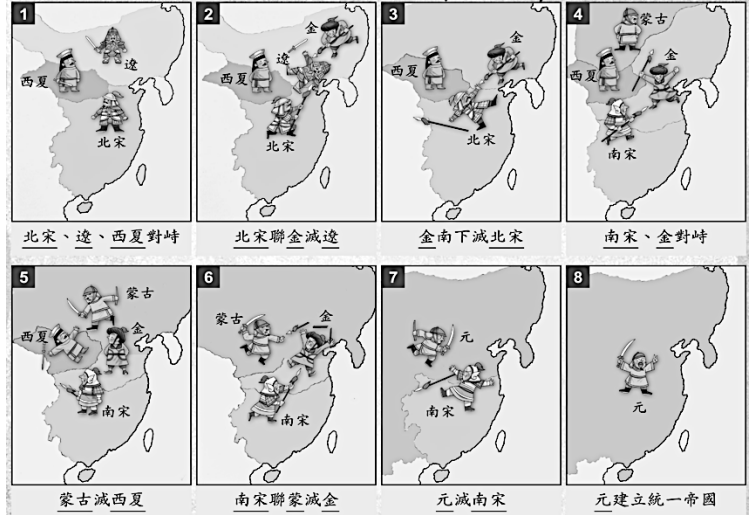 1
遼
西夏
北宋
北宋、遼、西夏對峙
2
金
遼
西夏
北宋
北宋聯金滅遼
3
金
西夏
北宋
金南下滅北宋
4
蒙古
金
西夏
南宋
南宋、金對峙
5
蒙古
西夏
金
南宋
蒙古滅西夏
6
金
蒙古
南宋
南宋聯蒙滅金
7
元
南宋
元滅南宋
8
元
元建立統一帝國